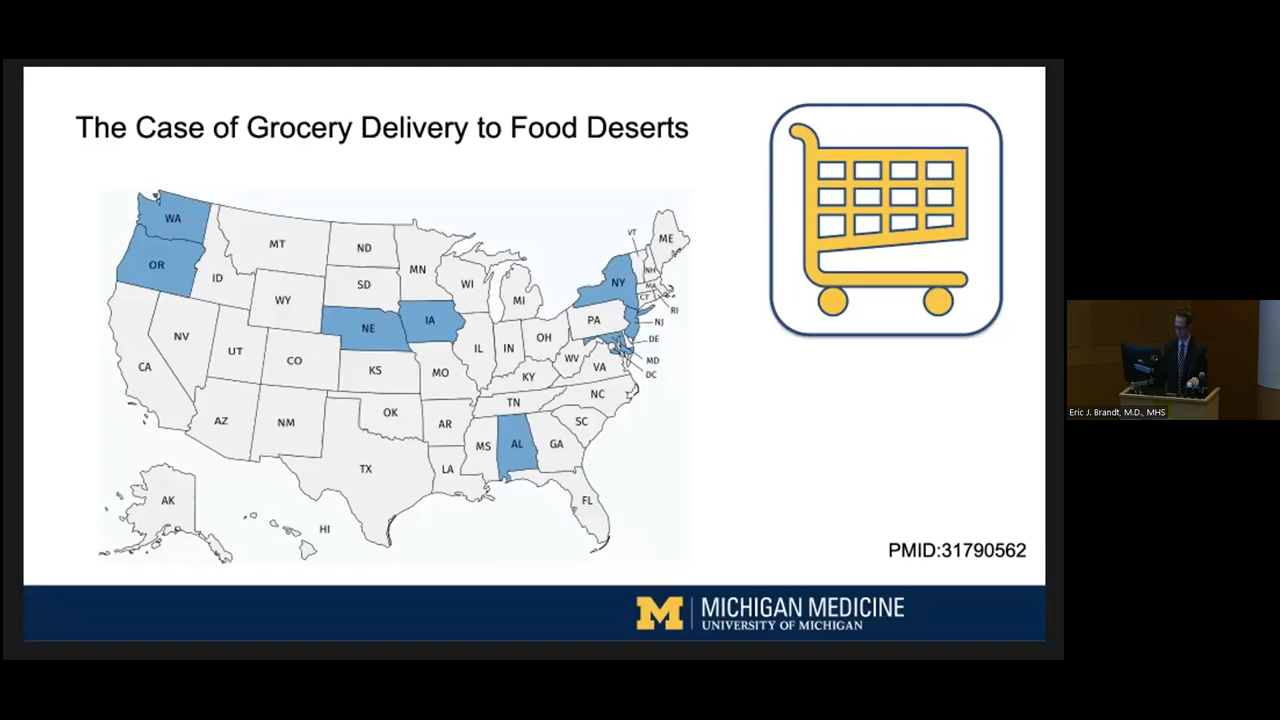 The Case of Grocery Delivery to Food Deserts
WA
OR
CA
NV
ID
MT
WY
UT
AZ
CO
NM
ND
SD
NE
KS
OK
TX
MN
IA
MO
AR
LA
WI
IL
MS
MI
IN
KY
TN
AL
OH
WV
VA
NC
SC
GA
FL
PA
NY
VT
NH
ME
MA
CT
RI
NJ
DE
MD
DC
AK
HI
PMID:31790562
M MICHIGAN MEDICINE
UNIVERSITY OF MICHIGAN
Eric J. Brandt, M.D., MHS